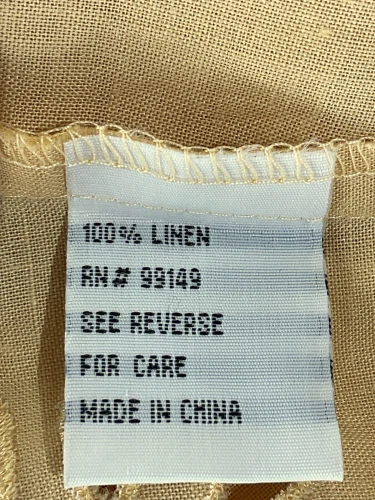 100% LINEN
RN# 99149
SEE REVERSE
FOR CARE
MADE IN CHINA